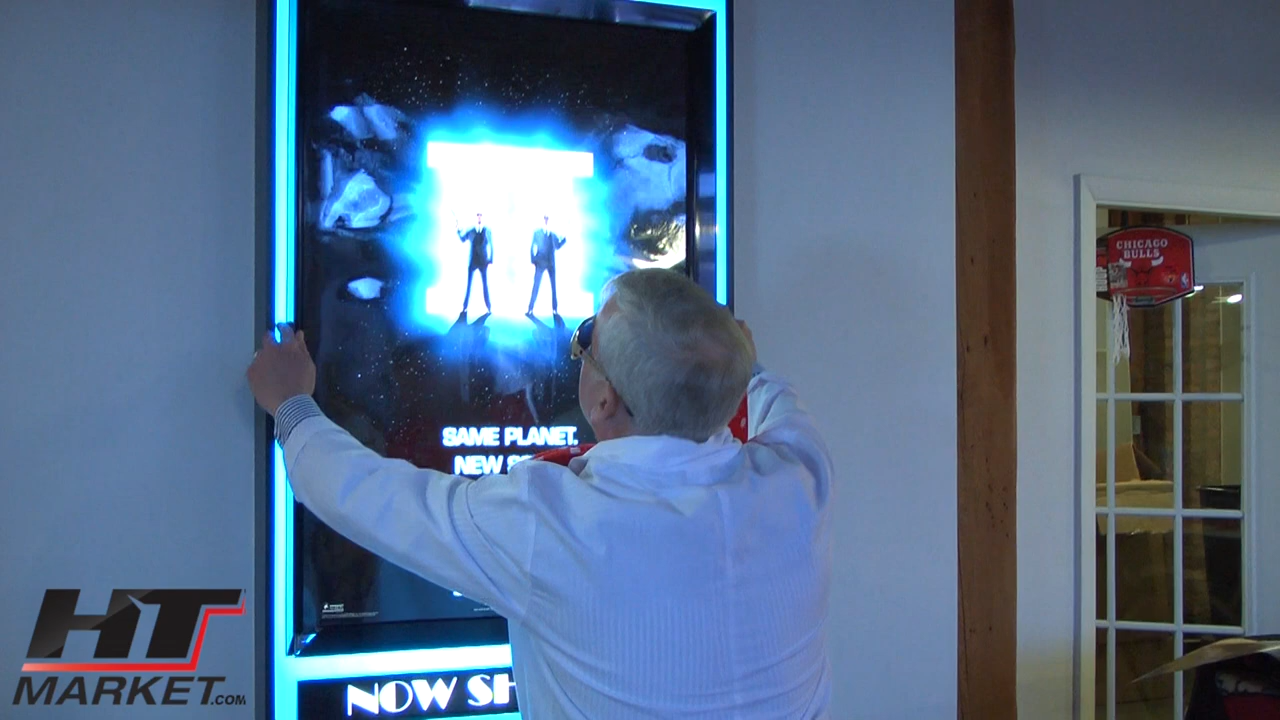 CHICAGO
BULLS
SAME PLANET.
NEW
NOW SH
HT
MARKET.COM